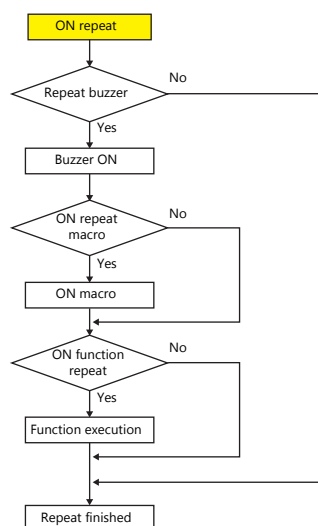 ON repeat
Repeat buzzer
No
Yes
Buzzer ON
ON repeat
macro
No
Yes
ON macro
ON function
repeat
No
Yes
Function execution
Repeat finished